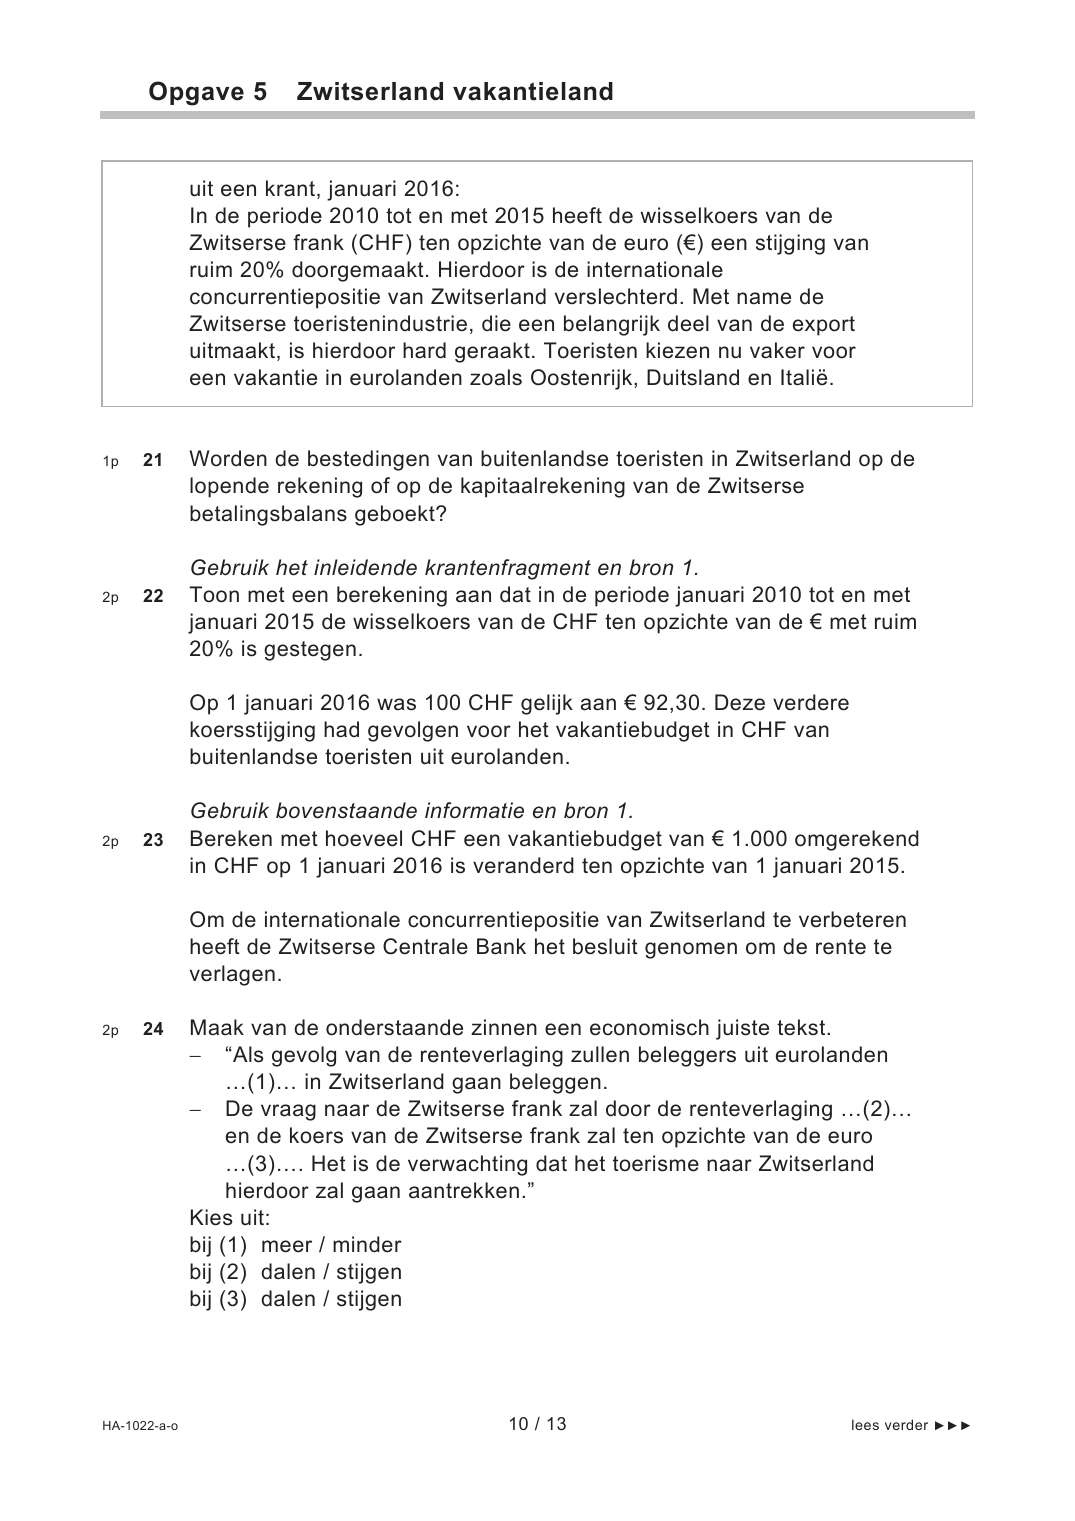 Opgave 5 Zwitserland vakantieland
uit een krant, januari 2016:
In de periode 2010 tot en met 2015 heeft de wisselkoers van de
Zwitserse frank (CHF) ten opzichte van de euro (€) een stijging van
ruim 20% doorgemaakt. Hierdoor is de internationale
concurrentiepositie van Zwitserland verslechterd. Met name de
Zwitserse toeristenindustrie, die een belangrijk deel van de export
uitmaakt, is hierdoor hard geraakt. Toeristen kiezen nu vaker voor
een vakantie in eurolanden zoals Oostenrijk, Duitsland en Italië.
1p 21 Worden de bestedingen van buitenlandse toeristen in Zwitserland op de
lopende rekening of op de kapitaalrekening van de Zwitserse
betalingsbalans geboekt?
Gebruik het inleidende krantenfragment en bron 1.
2p 22 Toon met een berekening aan dat in de periode januari 2010 tot en met
januari 2015 de wisselkoers van de CHF ten opzichte van de € met ruim
20% is gestegen.
Op 1 januari 2016 was 100 CHF gelijk aan € 92,30. Deze verdere
koersstijging had gevolgen voor het vakantiebudget in CHF van
buitenlandse toeristen uit eurolanden.
Gebruik bovenstaande informatie en bron 1.
2p 23 Bereken met hoeveel CHF een vakantiebudget van € 1.000 omgerekend
in CHF op 1 januari 2016 is veranderd ten opzichte van 1 januari 2015.
Om de internationale concurrentiepositie van Zwitserland te verbeteren
heeft de Zwitserse Centrale Bank het besluit genomen om de rente te
verlagen.
2p 24 Maak van de onderstaande zinnen een economisch juiste tekst.
− “Als gevolg van de renteverlaging zullen beleggers uit eurolanden
…(1)… in Zwitserland gaan beleggen.
− De vraag naar de Zwitserse frank zal door de renteverlaging …(2)…
en de koers van de Zwitserse frank zal ten opzichte van de euro
…(3)…. Het is de verwachting dat het toerisme naar Zwitserland
hierdoor zal gaan aantrekken.”
Kies uit:
bij (1) meer / minder
bij (2) dalen / stijgen
bij (3) dalen / stijgen
HA-1022-a-o 10 / 13 lees verder ►►►